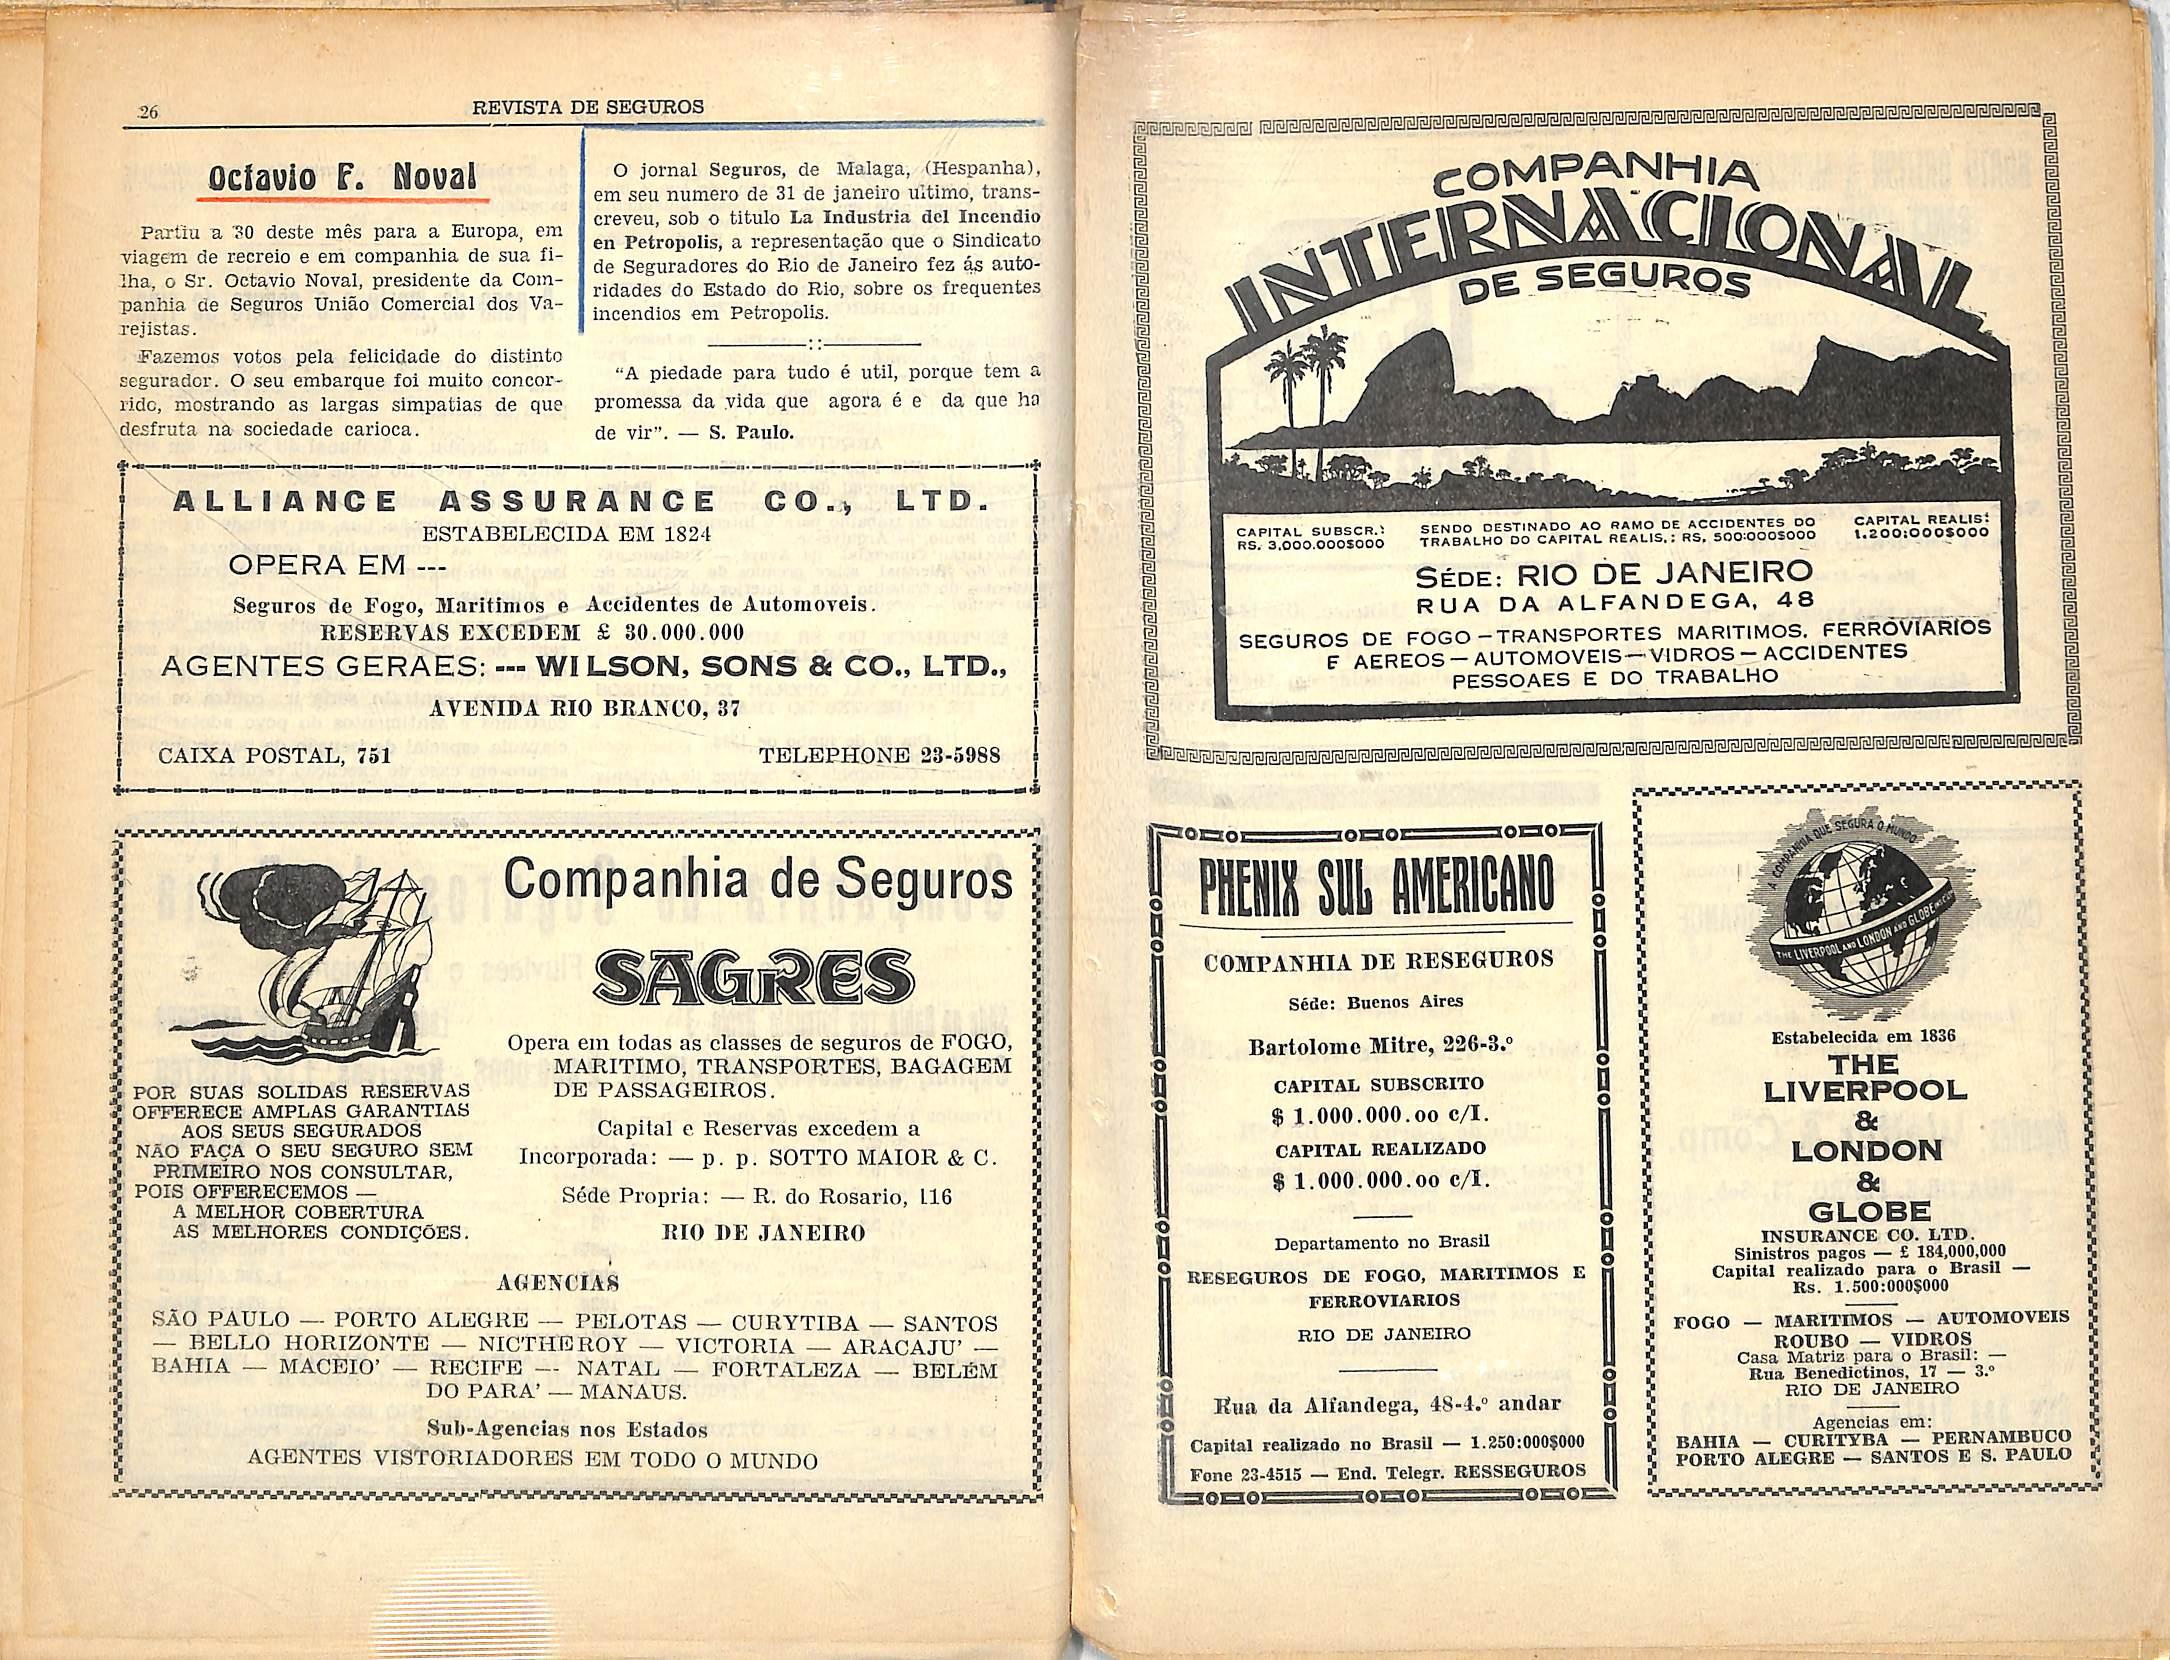 26
REVISTA DE SEGUROS
Octavio F. Noval
Partiu a 30 deste mês para a Europa, em
viagem de recreio e em companhia de sua fi-
lha, o Sr. Octavio Noval, presidente da Com-
panhia de Seguros União Comercial dos Va-
rejistas.
Fazemos votos pela felicidade do distinto
segurador. O seu embarque foi muito concor-
rido, mostrando as largas simpatias de que
desfruta na sociedade carioca.
O jornal Seguros, de Malaga, (Hespanha),
em seu numero de 31 de janeiro ultimo, trans-
creveu, sob o titulo La Industria del Incendio
en Petropolis, a representação que o Sindicato
de Seguradores do Rio de Janeiro fez ás auto-
ridades do Estado do Rio, sobre os frequentes
incendios em Petropolis.
"A piedade para tudo é util, porque tem a
promessa da vida que agora é e da que ha
de vir". — S. Paulo.
ALLIANCE ASSURANCE CO., LTD.
ESTABELECIDA EM 1824
OPERA EM ---
Seguros de Fogo, Maritimos e Accidentes de Automoveis.
RESERVAS EXCEDEM £ 30.000.000
AGENTES GERAES: --- WILSON, SONS & CO., LTD.,
AVENIDA RIO BRANCO, 37
CAIXA POSTAL, 751
TELEPHONE 23-5988
Companhia de Seguros
SAGRES
Opera em todas as classes de seguros de FOGO,
MARITIMO, TRANSPORTES, BAGAGEM
DE PASSAGEIROS.
Capital e Reservas excedem a
Incorporada: — p. p. SOTTO MAIOR & C.
Séde Propria: — R. do Rosario, 116
RIO DE JANEIRO
POR SUAS SOLIDAS RESERVAS
OFFERECE AMPLAS GARANTIAS
AOS SEUS SEGURADOS
NÃO FAÇA O SEU SEGURO SEM
PRIMEIRO NOS CONSULTAR,
POIS OFFERECEMOS —
A MELHOR COBERTURA
AS MELHORES CONDIÇÕES.
AGENCIAS
SÃO PAULO — PORTO ALEGRE — PELOTAS — CURYTIBA — SANTOS
— BELLO HORIZONTE — NICTHEROY — VICTORIA — ARACAJU' —
BAHIA — MACEIO' — RECIFE — NATAL — FORTALEZA — BELÉM
DO PARA' — MANAUS.
Sub-Agencias nos Estados
AGENTES VISTORIADORES EM TODO O MUNDO
COMPANHIA
INTERNACIONAL
DE SEGUROS
CAPITAL SUBSCR.:
RS. 3.000.000$000
SENDO DESTINADO AO RAMO DE ACCIDENTES DO
TRABALHO DO CAPITAL REALIS.: RS. 500:000$000
CAPITAL REALIS:
1.200:000$000
SÉDE: RIO DE JANEIRO
RUA DA ALFANDEGA, 48
SEGUROS DE FOGO — TRANSPORTES MARITIMOS. FERROVIARIOS
E AEREOS — AUTOMOVEIS — VIDROS — ACCIDENTES
PESSOAES E DO TRABALHO
PHENIX SUL AMERICANO
COMPANHIA DE RESEGUROS
Séde: Buenos Aires
Bartolome Mitre, 226-3.º
CAPITAL SUBSCRITO
$ 1.000.000.oo c/l.
CAPITAL REALIZADO
$ 1.000.000.oo c/l.
Departamento no Brasil
RESEGUROS DE FOGO, MARITIMOS E
FERROVIARIOS
RIO DE JANEIRO
Rua da Alfandega, 48-4.º andar
Capital realizado no Brasil — 1.250:000$000
Fone 23-4515 — End. Telegr. RESSEGUROS
A COMPANHIA QUE SEGURA O MUNDO
THE LIVERPOOL AND LONDON AND GLOBE INS. CO.
Estabelecida em 1836
THE
LIVERPOOL
&
LONDON
&
GLOBE
INSURANCE CO. LTD.
Sinistros pagos — £ 184,000,000
Capital realizado para o Brasil —
Rs. 1.500:000$000
FOGO — MARITIMOS — AUTOMOVEIS
ROUBO — VIDROS
Casa Matriz para o Brasil: —
Rua Benedictinos, 17 — 3.º
RIO DE JANEIRO
Agencias em:
BAHIA — CURITYBA — PERNAMBUCO
PORTO ALEGRE — SANTOS E S. PAULO